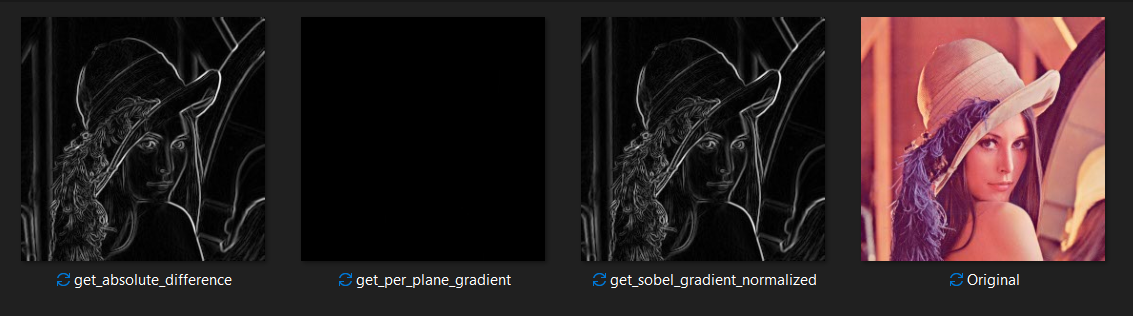 get_absolute_difference
get_per_plane_gradient
get_sobel_gradient_normalized
Original